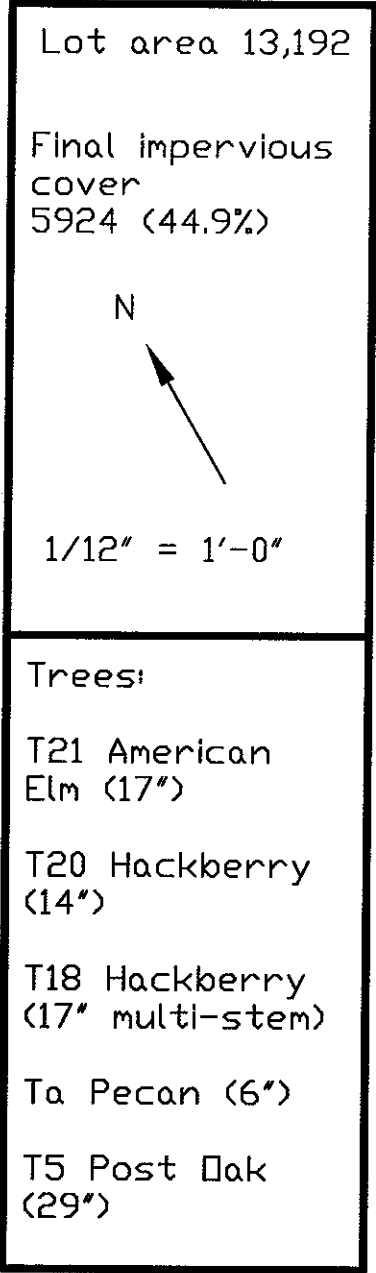 Lot area 13,192
Final impervious
cover
5924 (44.9%)
N
1/12" = 1'-0"
Trees:
T21 American
Elm (17")
T20 Hackberry
(14")
T18 Hackberry
(17" multi-stem)
Ta Pecan (6")
T5 Post Oak
(29")